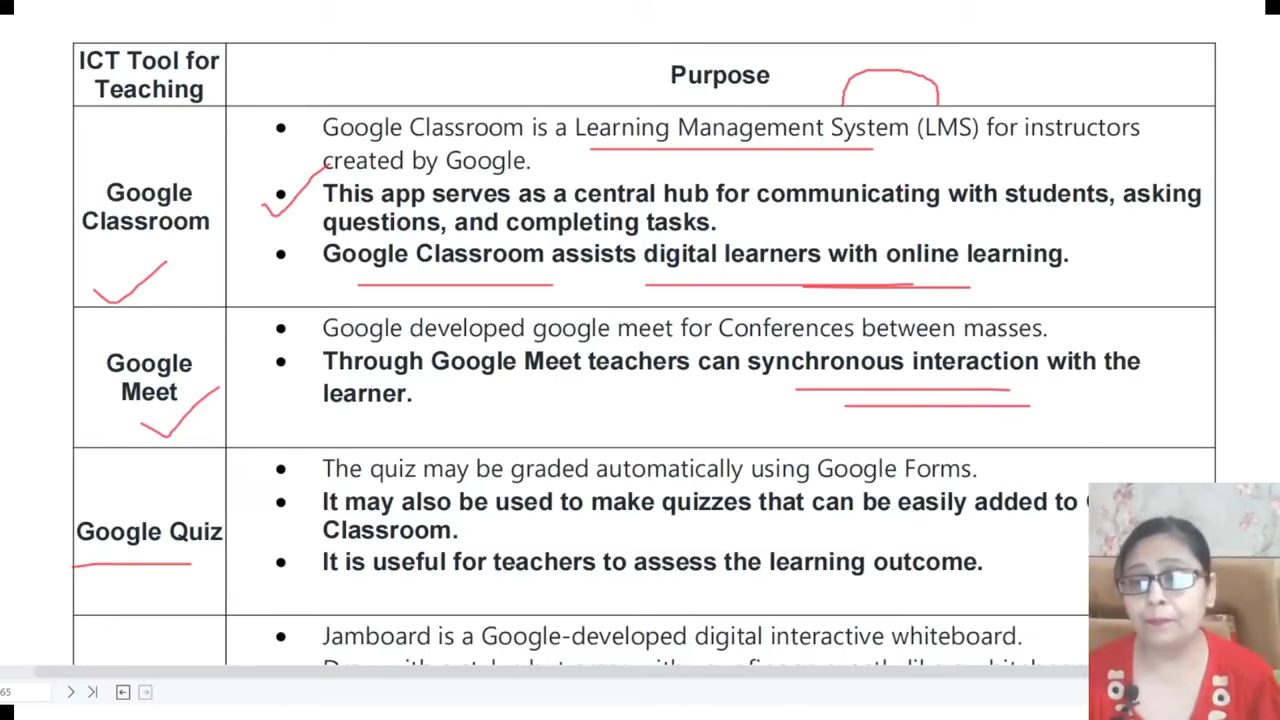 ICT Tool for
Teaching
Purpose
Google
Classroom
Google Classroom is a Learning Management System (LMS) for instructors
created by Google.
This app serves as a central hub for communicating with students, asking
questions, and completing tasks.
Google Classroom assists digital learners with online learning.
Google
Meet
Google developed google meet for Conferences between masses.
Through Google Meet teachers can synchronous interaction with the
learner.
Google Quiz
The quiz may be graded automatically using Google Forms.
It may also be used to make quizzes that can be easily added to
Classroom.
It is useful for teachers to assess the learning outcome.
Jamboard is a Google-developed digital interactive whiteboard.
65